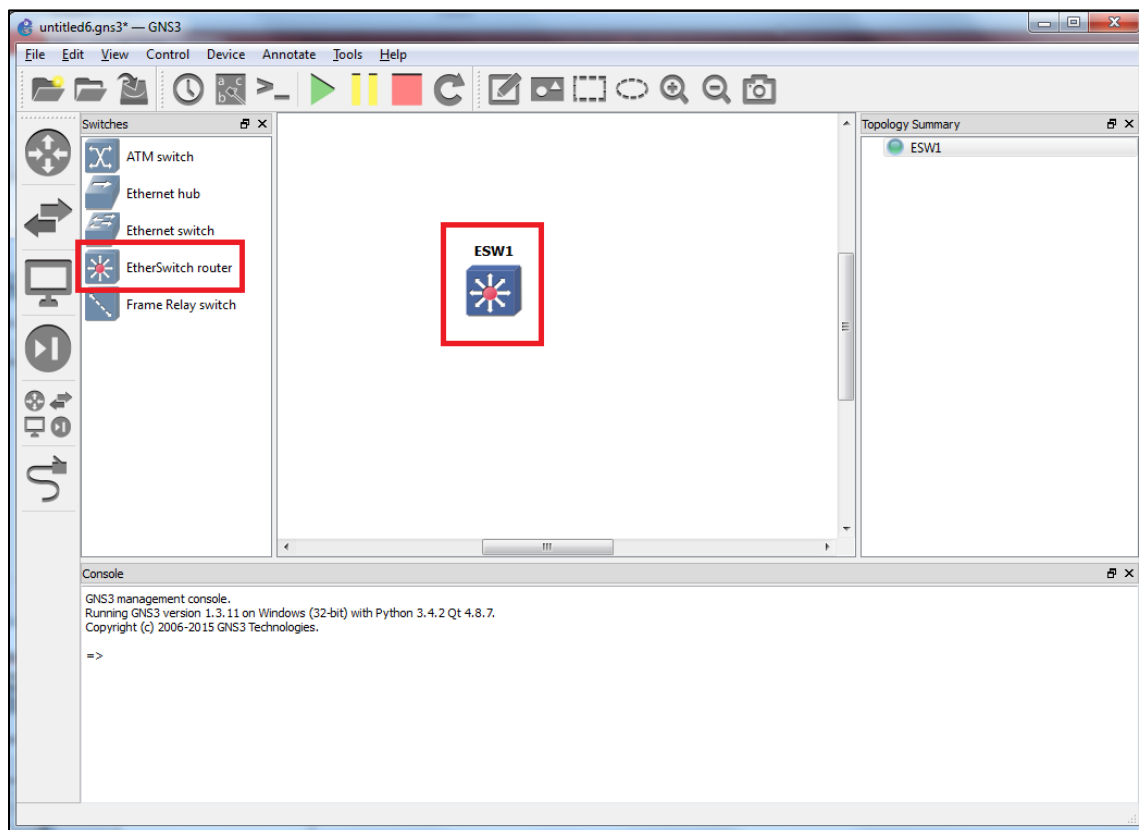 untitled6.gns3* — GNS3
File Edit View Control Device Annotate Tools Help
Switches
ATM switch
Ethernet hub
Ethernet switch
EtherSwitch router
Frame Relay switch
ESW1
Topology Summary
ESW1
Console
GNS3 management console.
Running GNS3 version 1.3.11 on Windows (32-bit) with Python 3.4.2 Qt 4.8.7.
Copyright (c) 2006-2015 GNS3 Technologies.
=>